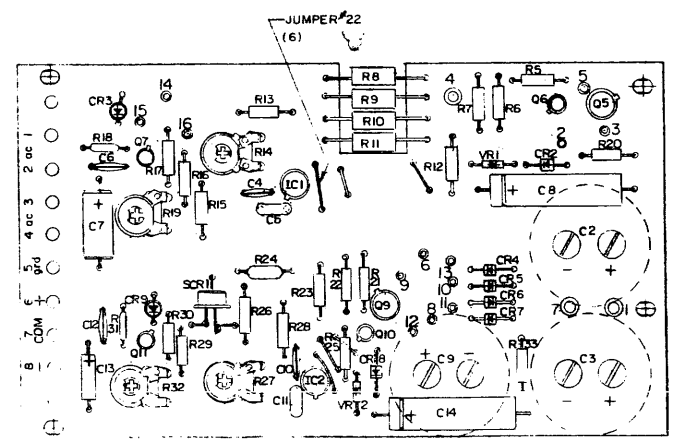 JUMPER #22
(6)
R8
R9
R10
R11
14
CR3
15
R13
4
R7
R6
R5
Q6
5
Q5
3
2
1
ac
2
R18
C6
Q7
16
R17
R16
R14
R12
VR1
CR2
R20
3
ac
4
C7
R19
R15
C4
C5
IC1
C8
C2
5
grd
SCR1
R24
R23
R26
R28
9
6
13
10
11
CR4
CR5
CR6
CR7
7
1
6
+
COM
7
8
-
C12
R31
CR9
Q11
R30
R29
Q9
Q10
12
8
R25
CR8
R33
C13
R32
R27
C10
IC2
C11
VR2
C9
C14
C3